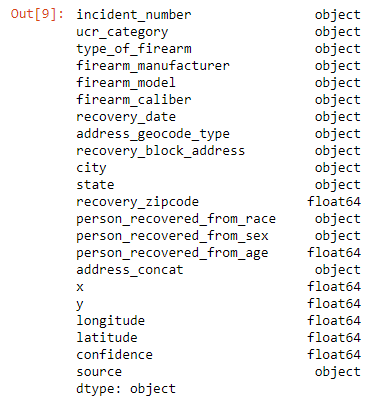 Out[9]: incident_number object
ucr_category object
type_of_firearm object
firearm_manufacturer object
firearm_model object
firearm_caliber object
recovery_date object
address_geocode_type object
recovery_block_address object
city object
state object
recovery_zipcode float64
person_recovered_from_race object
person_recovered_from_sex object
person_recovered_from_age float64
address_concat object
x float64
y float64
longitude float64
latitude float64
confidence float64
source object
dtype: object